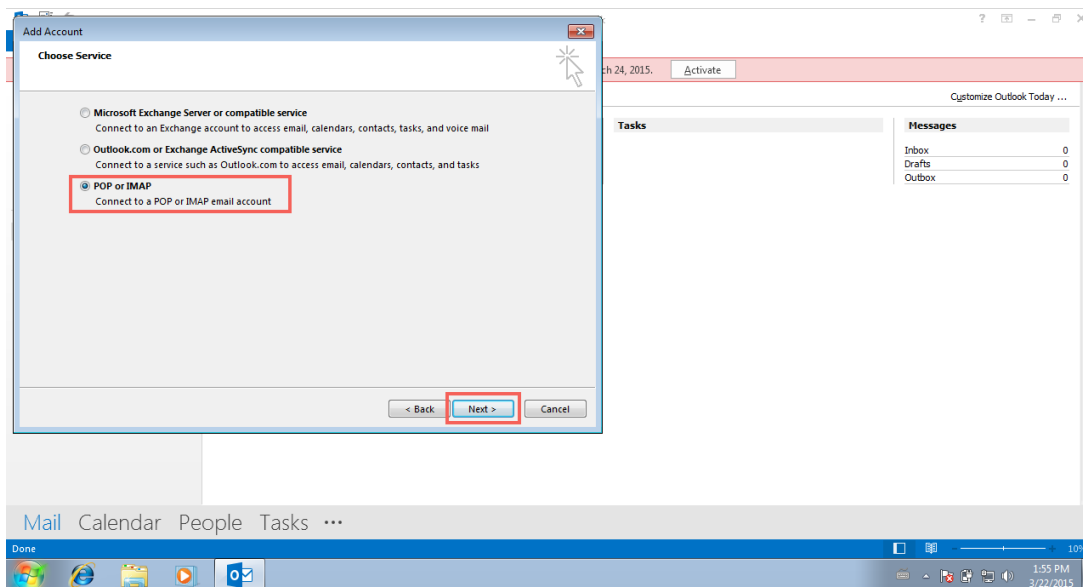 Add Account
Choose Service
ch 24, 2015.
Activate
Customize Outlook Today ...
Microsoft Exchange Server or compatible service
Connect to an Exchange account to access email, calendars, contacts, tasks, and voice mail
Outlook.com or Exchange ActiveSync compatible service
Connect to a service such as Outlook.com to access email, calendars, contacts, and tasks
POP or IMAP
Connect to a POP or IMAP email account
< Back
Next >
Cancel
Tasks
Messages
Inbox 0
Drafts 0
Outbox 0
Mail Calendar People Tasks •••
Done
10%
1:55 PM
3/22/2015